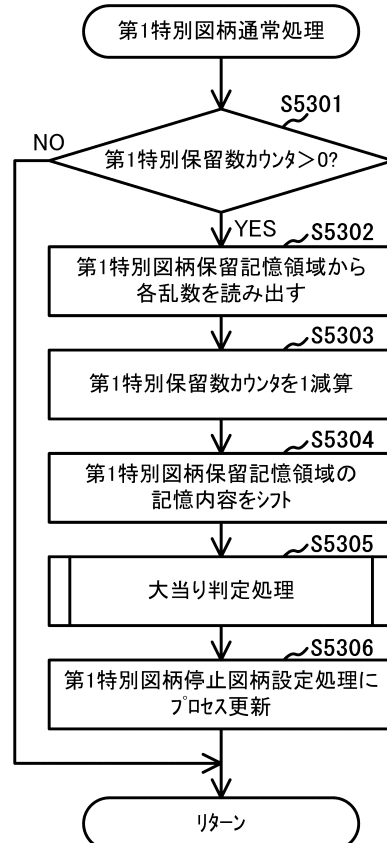 第1特別図柄通常処理
S5301
NO
第1特別保留数カウンタ>0?
YES
S5302
第1特別図柄保留記憶領域から
各乱数を読み出す
S5303
第1特別保留数カウンタを1減算
S5304
第1特別図柄保留記憶領域の
記憶内容をシフト
S5305
大当り判定処理
S5306
第1特別図柄停止図柄設定処理に
プロセス更新
リターン